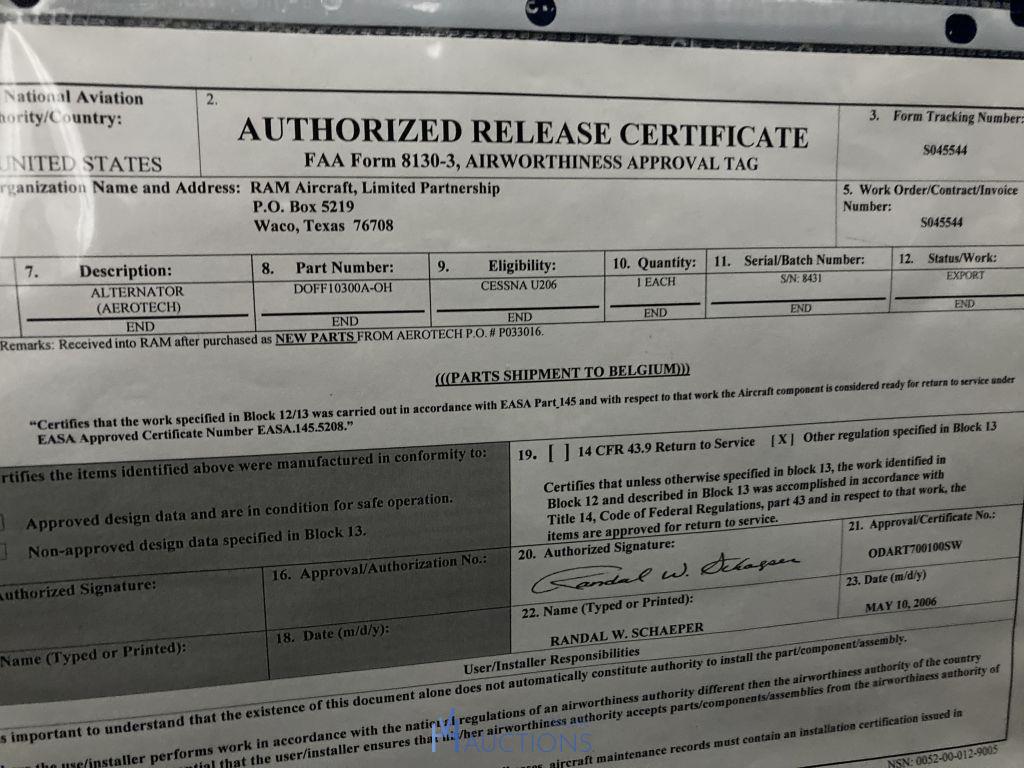 National Aviation
hority/Country:
UNITED STATES
2.
AUTHORIZED RELEASE CERTIFICATE
FAA Form 8130-3, AIRWORTHINESS APPROVAL TAG
3. Form Tracking Number:
S045544
rganization Name and Address: RAM Aircraft, Limited Partnership
P.O. Box 5219
Waco, Texas 76708
5. Work Order/Contract/Invoice
Number:
S045544
7. Description:
ALTERNATOR
(AEROTECH)
END
8. Part Number:
DOFF10300A-OH
END
9. Eligibility:
CESSNA U206
END
10. Quantity:
1 EACH
END
11. Serial/Batch Number:
S/N: 8431
END
12. Status/Work:
EXPORT
END
Remarks: Received into RAM after purchased as NEW PARTS FROM AEROTECH P.O. # P033016.
(((PARTS SHIPMENT TO BELGIUM)))
“Certifies that the work specified in Block 12/13 was carried out in accordance with EASA Part 145 and with respect to that work the Aircraft component is considered ready for return to service under
EASA Approved Certificate Number EASA.145.5208.”
rtifies the items identified above were manufactured in conformity to:
Approved design data and are in condition for safe operation.
Non-approved design data specified in Block 13.
uthorized Signature:
16. Approval/Authorization No.:
Name (Typed or Printed):
18. Date (m/d/y):
19. [ ] 14 CFR 43.9 Return to Service [ X ] Other regulation specified in Block 13
Certifies that unless otherwise specified in block 13, the work identified in
Block 12 and described in Block 13 was accomplished in accordance with
Title 14, Code of Federal Regulations, part 43 and in respect to that work, the
items are approved for return to service.
20. Authorized Signature:
Randal W. Schaeper
21. Approval/Certificate No.:
ODART700100SW
22. Name (Typed or Printed):
RANDAL W. SCHAEPER
23. Date (m/d/y)
MAY 10, 2006
User/Installer Responsibilities
s important to understand that the existence of this document alone does not automatically constitute authority to install the part/component/assembly.
the use/installer performs work in accordance with the national regulations of an airworthiness authority different then the airworthiness authority of the country
that the user/installer ensures that his/her airworthiness authority accepts parts/components/assemblies from the airworthiness authority of
aircraft maintenance records must contain an installation certification issued in
AUCTIONS
NSN: 0052-00-012-9005